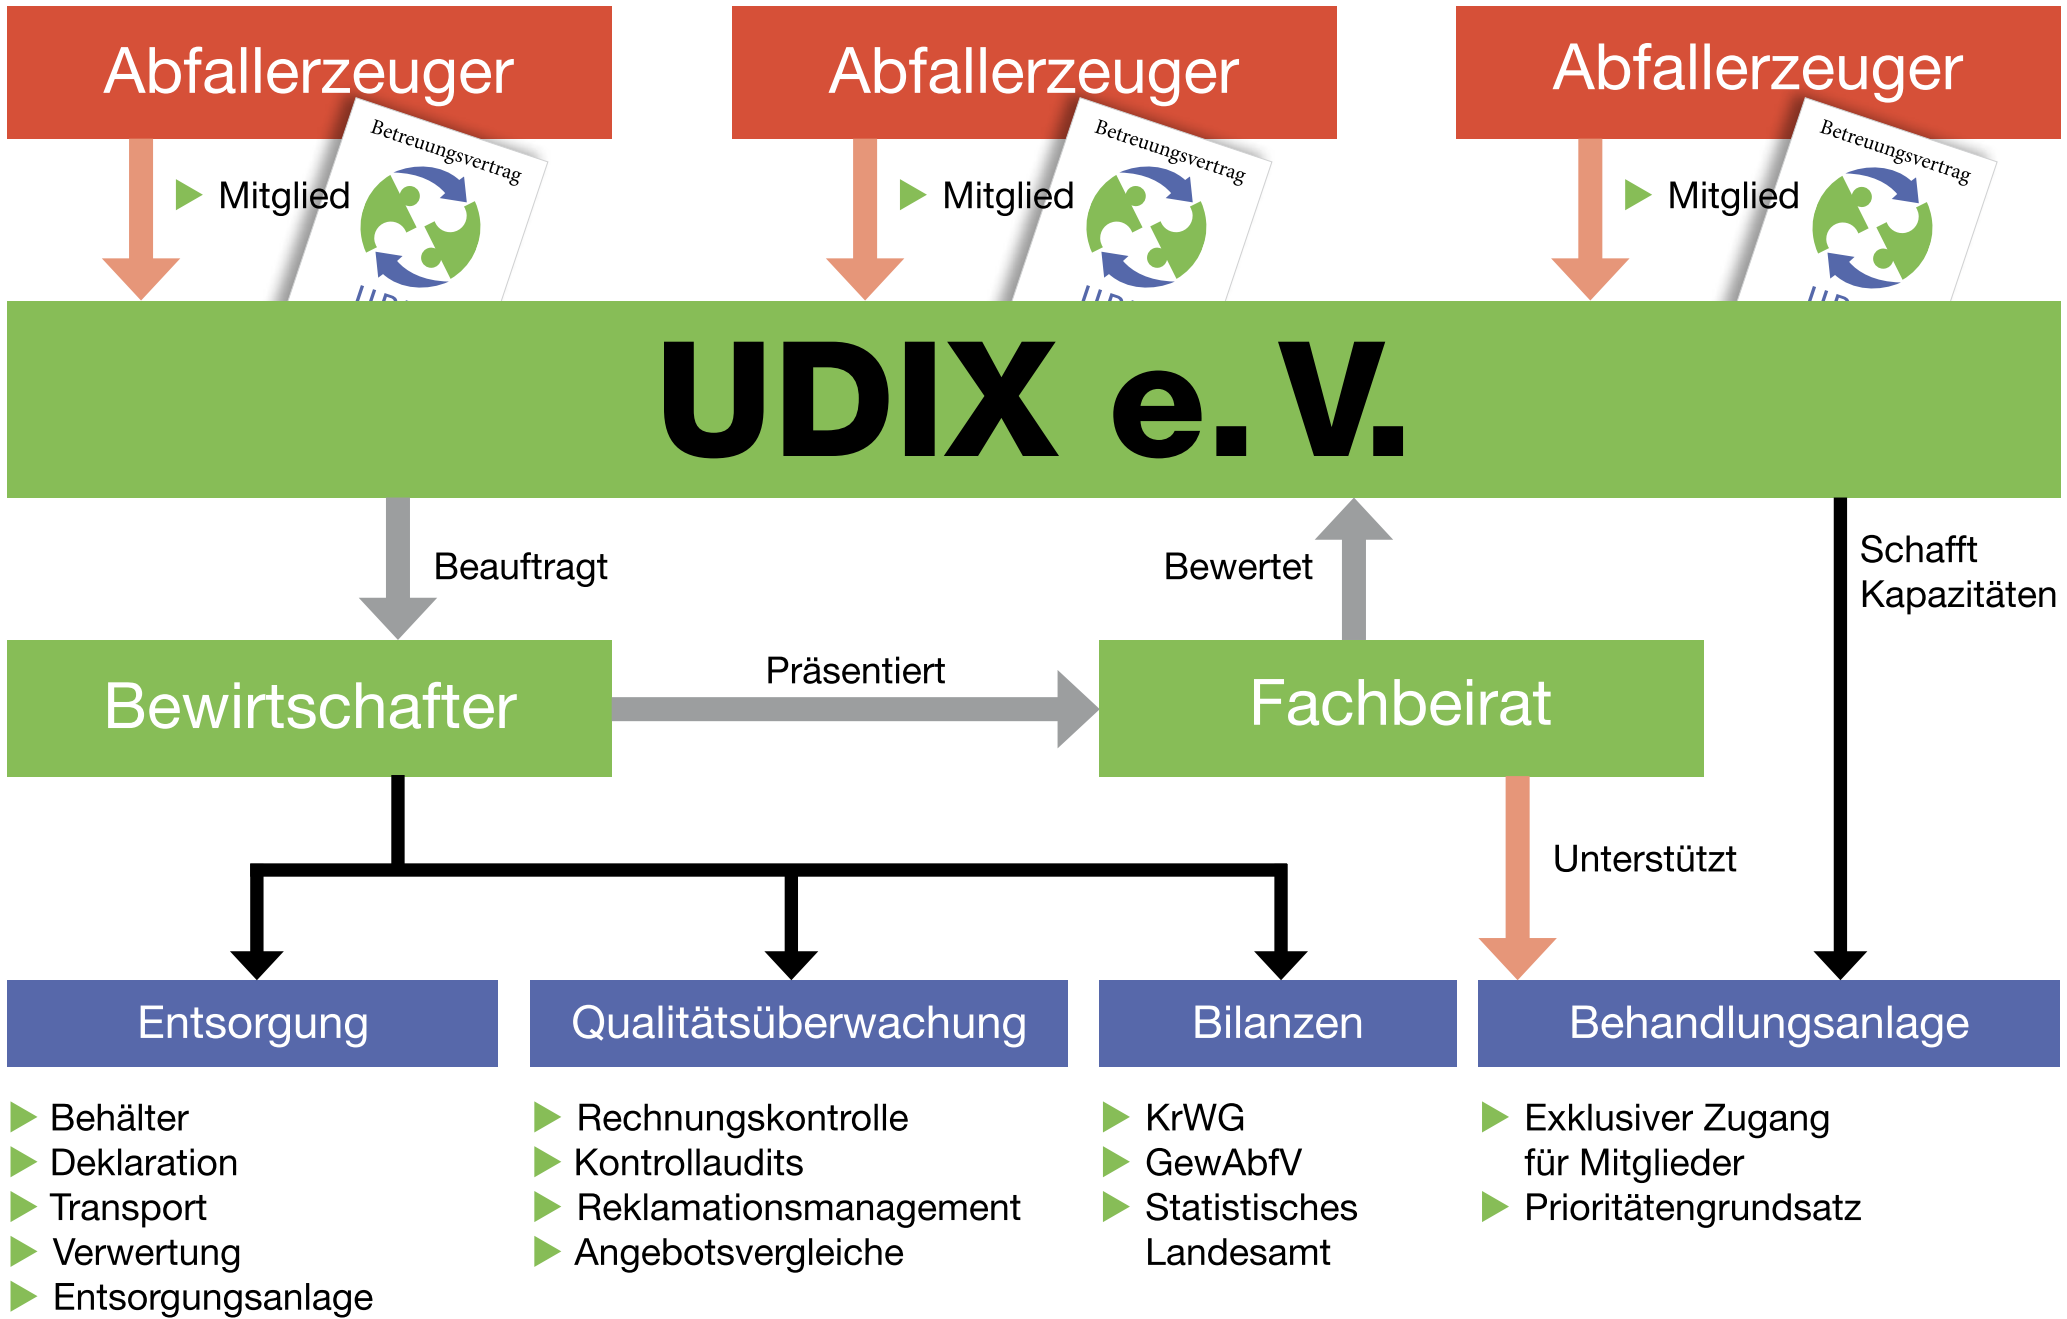 Abfallerzeuger
Abfallerzeuger
Abfallerzeuger
Betreuungsvertrag
Betreuungsvertrag
Betreuungsvertrag
Mitglied
Mitglied
Mitglied
UDIX e. V.
Beauftragt
Bewertet
Schafft
Kapazitäten
Bewirtschafter
Präsentiert
Fachbeirat
Unterstützt
Entsorgung
Behälter
Deklaration
Transport
Verwertung
Entsorgungsanlage
Qualitätsüberwachung
Rechnungskontrolle
Kontrollaudits
Reklamationsmanagement
Angebotsvergleiche
Bilanzen
KrWG
GewAbfV
Statistisches
Landesamt
Behandlungsanlage
Exklusiver Zugang
für Mitglieder
Prioritätengrundsatz